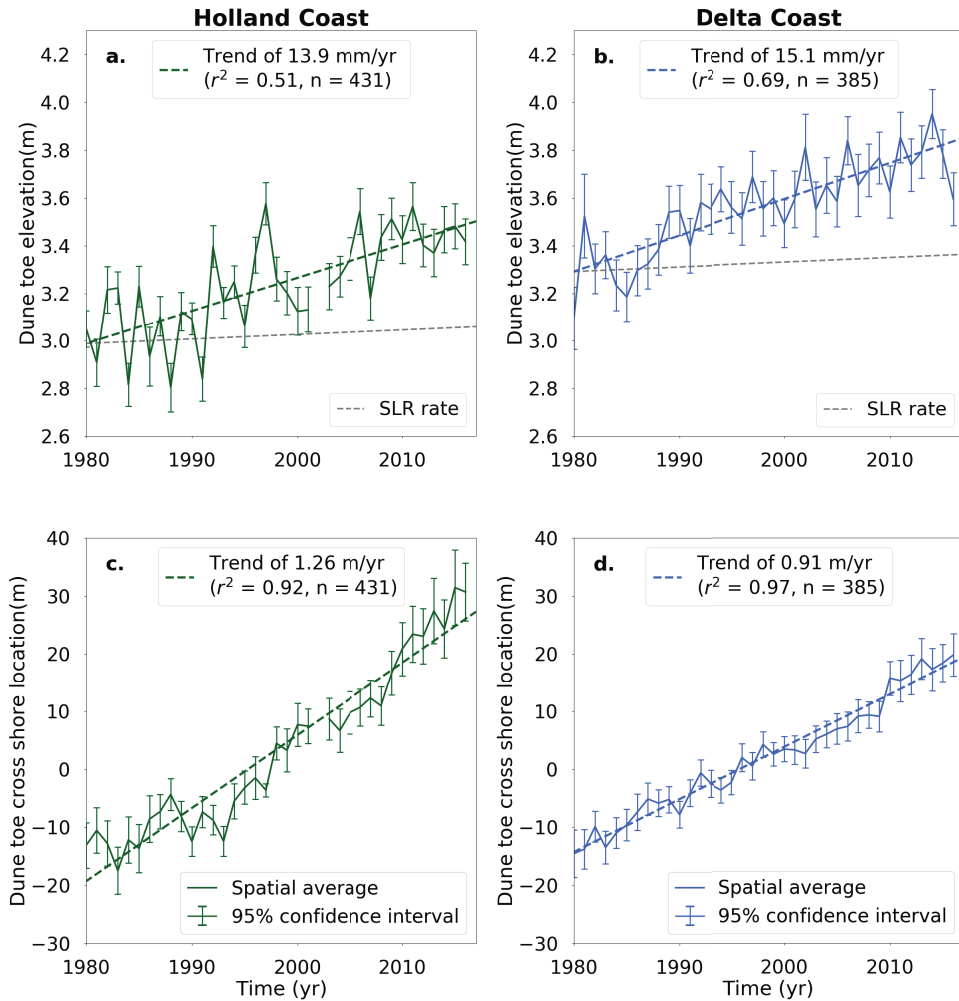 Holland Coast
Delta Coast
a.
Trend of 13.9 mm/yr
(r² = 0.51, n = 431)
Dune toe elevation(m)
4.2
4.0
3.8
3.6
3.4
3.2
3.0
2.8
2.6
SLR rate
1980
1990
2000
2010
b.
Trend of 15.1 mm/yr
(r² = 0.69, n = 385)
Dune toe elevation(m)
4.2
4.0
3.8
3.6
3.4
3.2
3.0
2.8
2.6
SLR rate
1980
1990
2000
2010
c.
Trend of 1.26 m/yr
(r² = 0.92, n = 431)
Dune toe cross shore location(m)
40
30
20
10
0
−10
−20
−30
Spatial average
95% confidence interval
1980
1990
2000
2010
Time (yr)
d.
Trend of 0.91 m/yr
(r² = 0.97, n = 385)
Dune toe cross shore location(m)
40
30
20
10
0
−10
−20
−30
Spatial average
95% confidence interval
1980
1990
2000
2010
Time (yr)